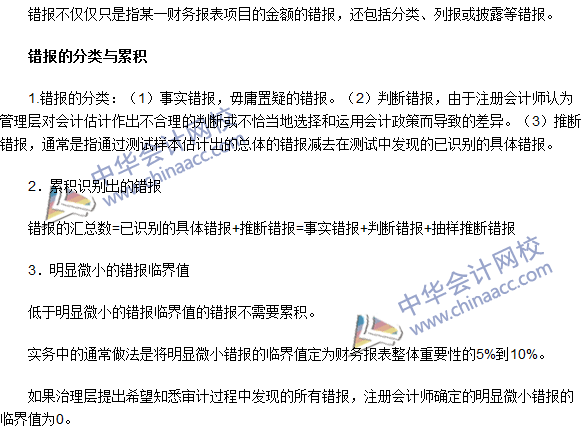 错报不仅仅只是指某一财务报表项目的金额的错报，还包括分类、列报或披露等错报。
错报的分类与累积
1.错报的分类：（1）事实错报，毋庸置疑的错报。（2）判断错报，由于注册会计师认为
管理层对会计估计作出不合理的判断或不恰当地选择和运用会计政策而导致的差异。（3）推断
错报，通常是指通过测试样本估计出的总体的错报减去在测试中发现的已识别的具体错报。
中华会计网校
www.chinaacc.com
2．累积识别出的错报
错报的汇总数=已识别的具体错报+推断错报=事实错报+判断错报+抽样推断错报
3．明显微小的错报临界值
中华会计网校
www.chinaacc.com
低于明显微小的错报临界值的错报不需要累积。
实务中的通常做法是将明显微小错报的临界值定为财务报表整体重要性的5%到10%。
如果治理层提出希望知悉审计过程中发现的所有错报，注册会计师确定的明显微小错报的
临界值为0。